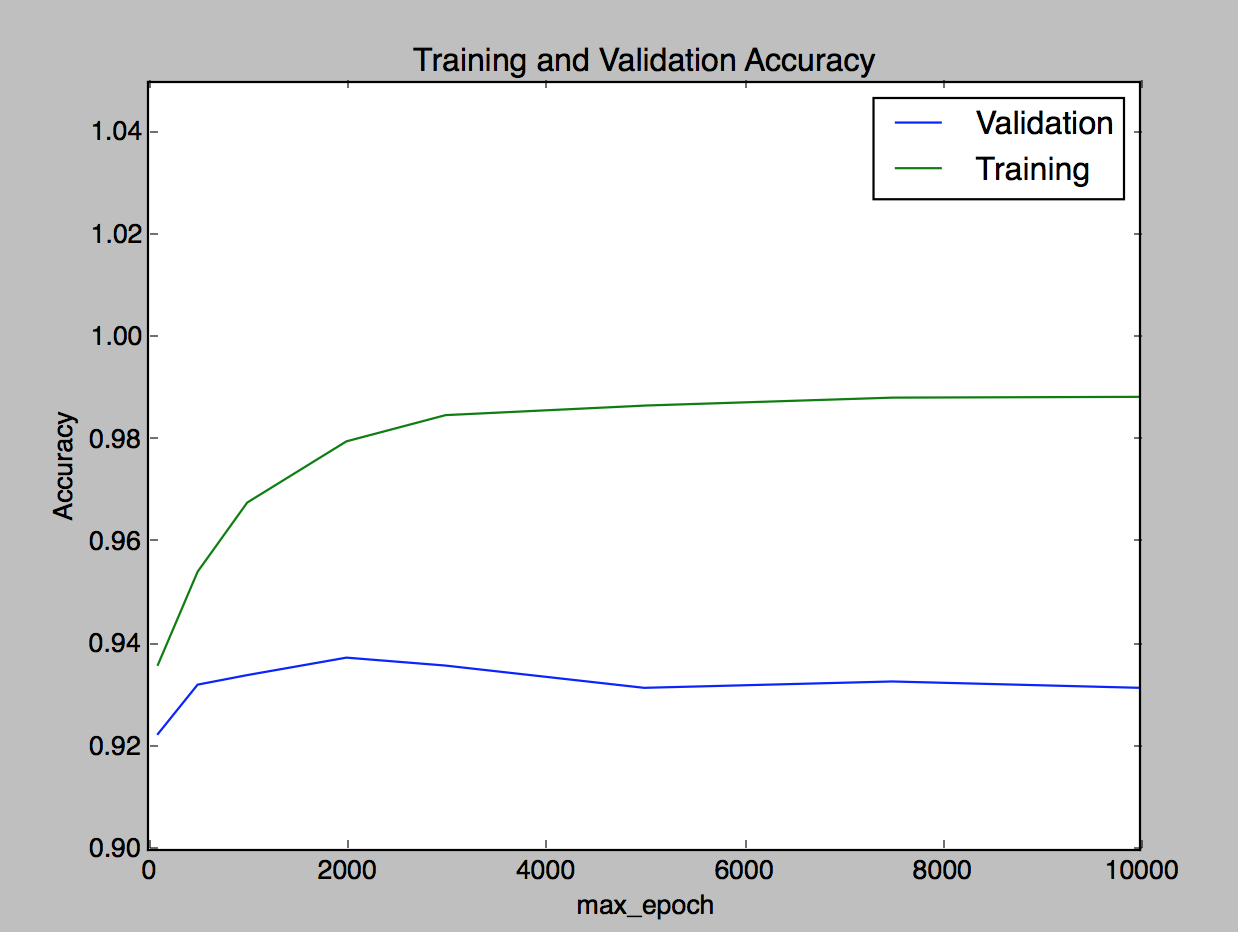 Training and Validation Accuracy
Validation
Training
1.04
1.02
1.00
0.98
0.96
0.94
0.92
0.90
Accuracy
0 2000 4000 6000 8000 10000
max_epoch